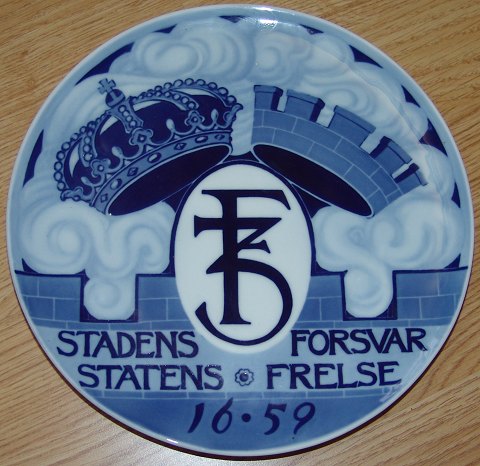 STADENS FORSVAR
STATENS FRELSE
16·59